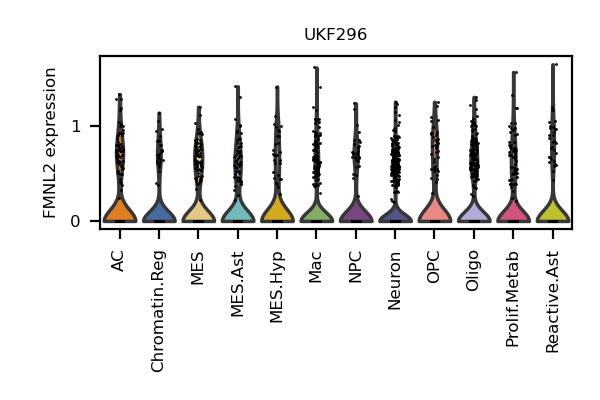 UKF296
FMNL2 expression
1
0
AC
Chromatin.Reg
MES
MES.Ast
MES.Hyp
Mac
NPC
Neuron
OPC
Oligo
Prolif.Metab
Reactive.Ast